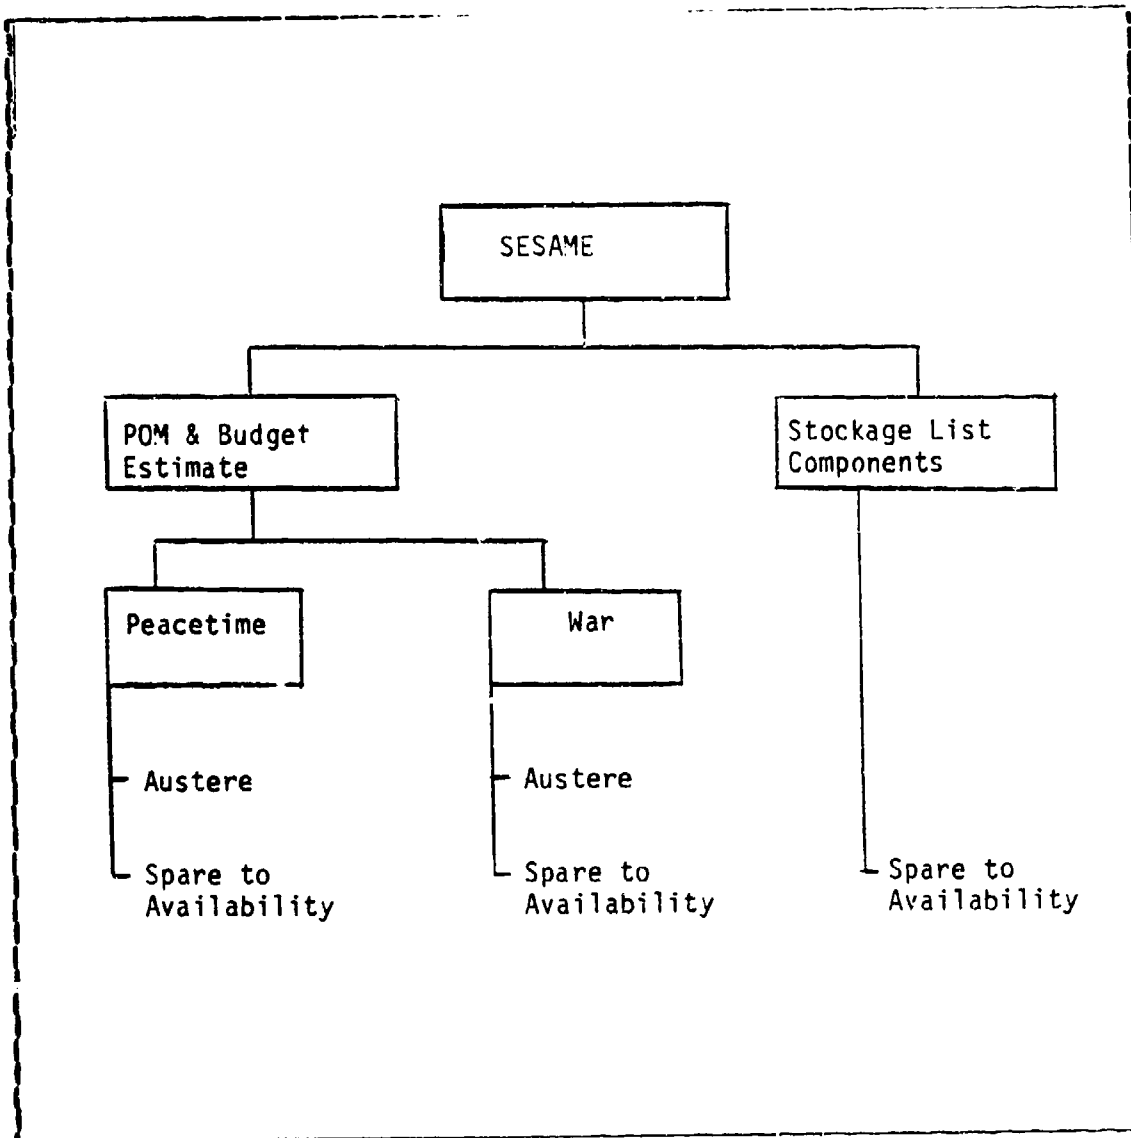 SESAME
POM & Budget
Estimate
Stockage List
Components
Peacetime
War
Austere
Austere
Spare to
Availability
Spare to
Availability
Spare to
Availability